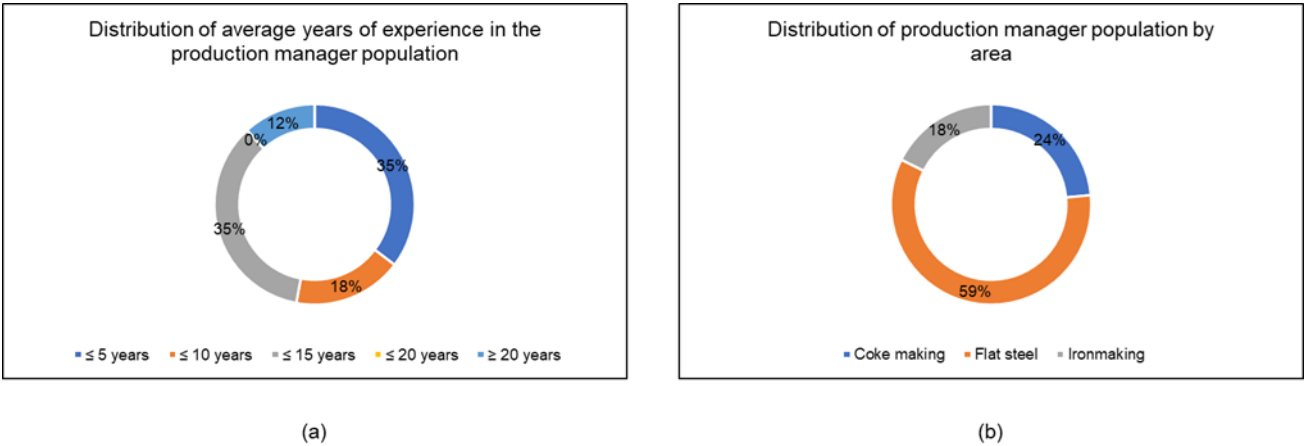 Distribution of average years of experience in the
production manager population
12%
0%
35%
35%
18%
≤ 5 years ≤ 10 years ≤ 15 years ≤ 20 years ≥ 20 years
(a)
Distribution of production manager population by
area
18%
24%
59%
Coke making Flat steel Ironmaking
(b)